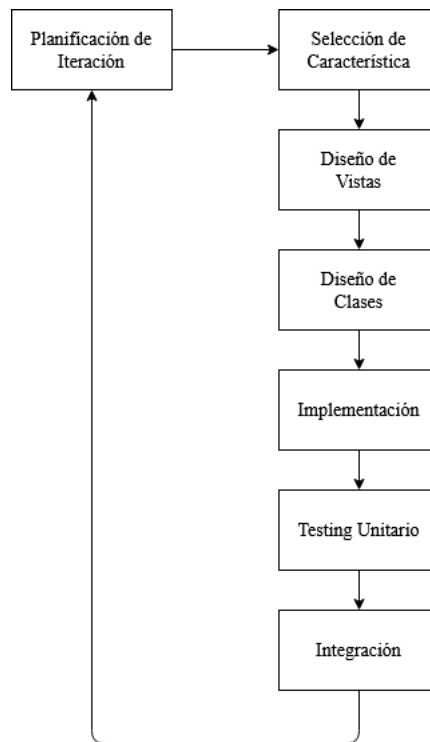 Planificación de
Iteración
Selección de
Característica
Diseño de
Vistas
Diseño de
Clases
Implementación
Testing Unitario
Integración